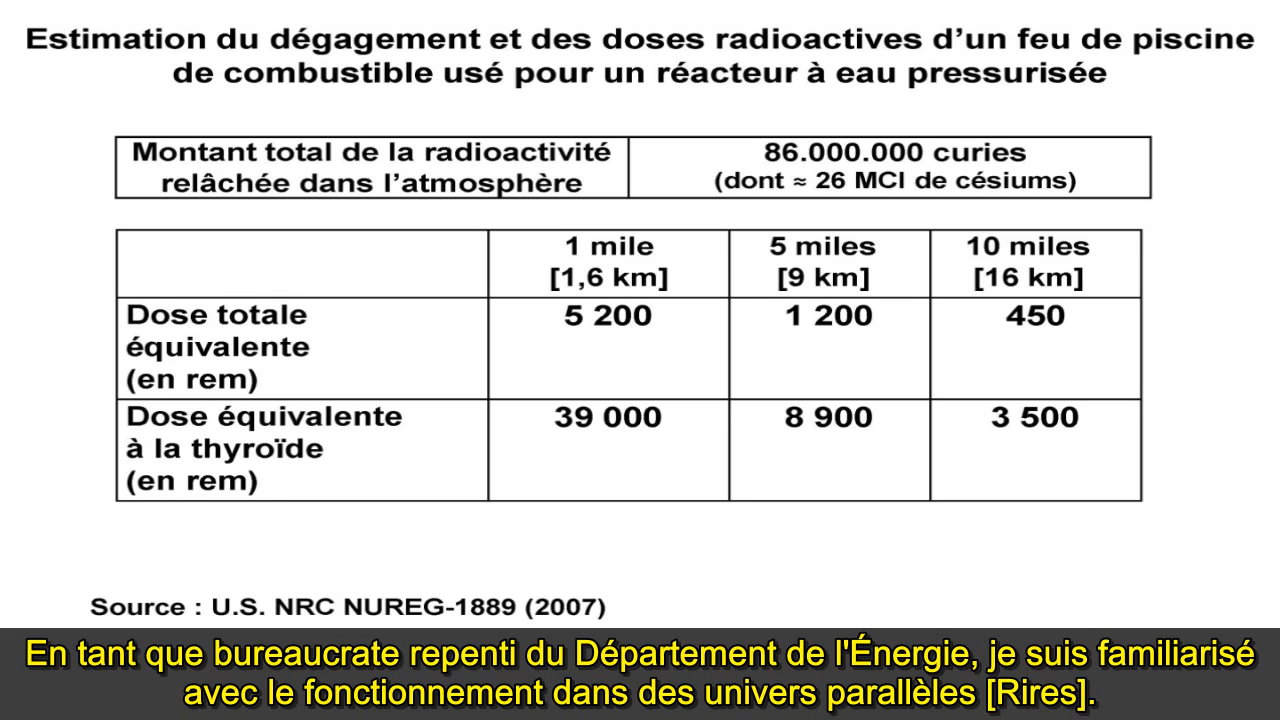 Estimation du dégagement et des doses radioactives d’un feu de piscine
de combustible usé pour un réacteur à eau pressurisée
Montant total de la radioactivité
relâchée dans l’atmosphère
86.000.000 curies
(dont ≈ 26 MCI de césiums)
1 mile
[1,6 km]
5 miles
[9 km]
10 miles
[16 km]
Dose totale
équivalente
(en rem)
5 200
1 200
450
Dose équivalente
à la thyroïde
(en rem)
39 000
8 900
3 500
Source : U.S. NRC NUREG-1889 (2007)
En tant que bureaucrate repenti du Département de l'Énergie, je suis familiarisé
avec le fonctionnement dans des univers parallèles [Rires].